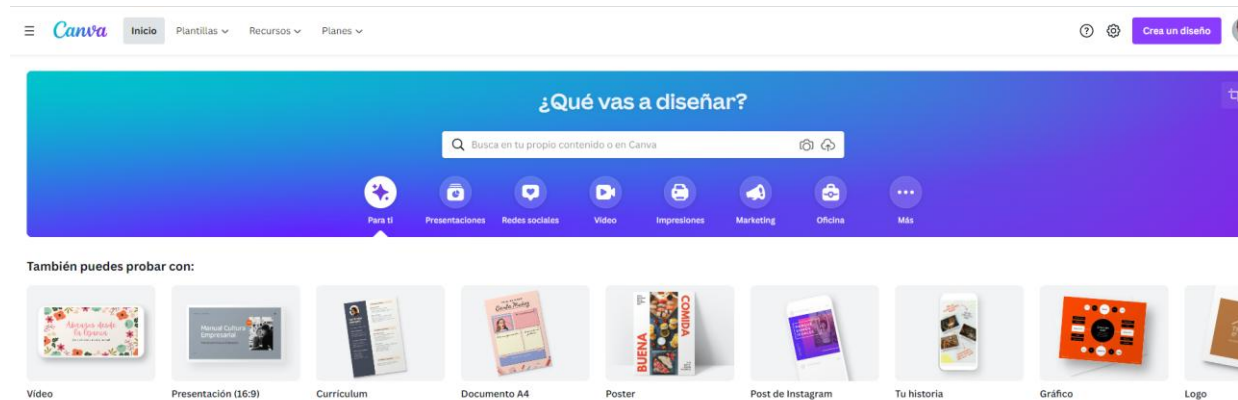 Canva
Inicio
Plantillas
Recursos
Planes
Crea un diseño
¿Qué vas a diseñar?
Busca en tu propio contenido o en Canva
Para ti
Presentaciones
Redes sociales
Vídeo
Impresiones
Marketing
Oficina
Más
También puedes probar con:
Manual Cultura
Empresarial
BUENA
COMIDA
Vídeo
Presentación (16:9)
Currículum
Documento A4
Poster
Post de Instagram
Tu historia
Gráfico
Logo